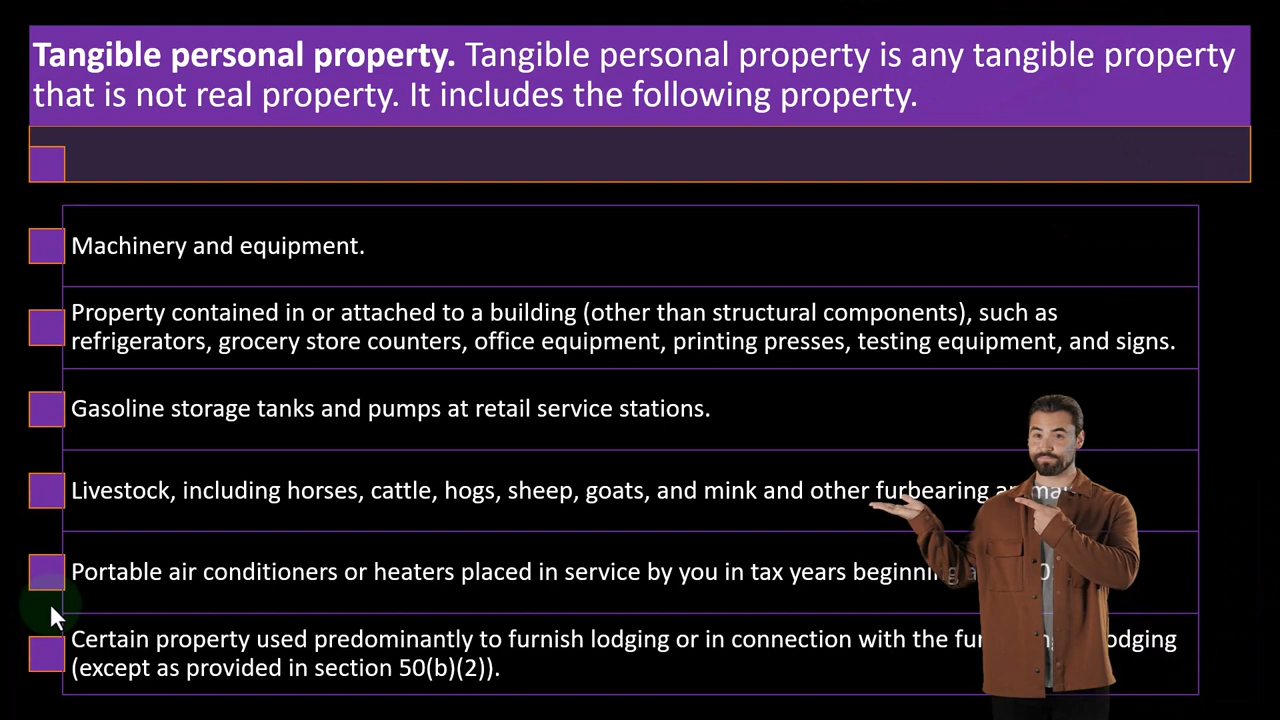 Tangible personal property. Tangible personal property is any tangible property
that is not real property. It includes the following property.
Machinery and equipment.
Property contained in or attached to a building (other than structural components), such as
refrigerators, grocery store counters, office equipment, printing presses, testing equipment, and signs.
Gasoline storage tanks and pumps at retail service stations.
Livestock, including horses, cattle, hogs, sheep, goats, and mink and other furbearing
Portable air conditioners or heaters placed in service by you in tax years
Certain property used predominantly to furnish lodging or in connection with the
(except as provided in section 50(b)(2)).